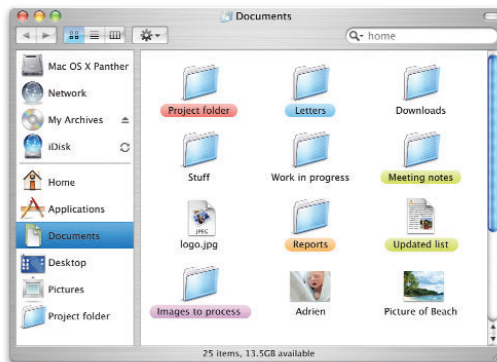 Documents
home
Mac OS X Panther
Network
My Archives
iDisk
Home
Applications
Documents
Desktop
Pictures
Project folder
Project folder Letters Downloads
Stuff Work in progress Meeting notes
JPEG
logo.jpg Reports Updated list
Images to process Adrien Picture of Beach
25 items, 13.5GB available